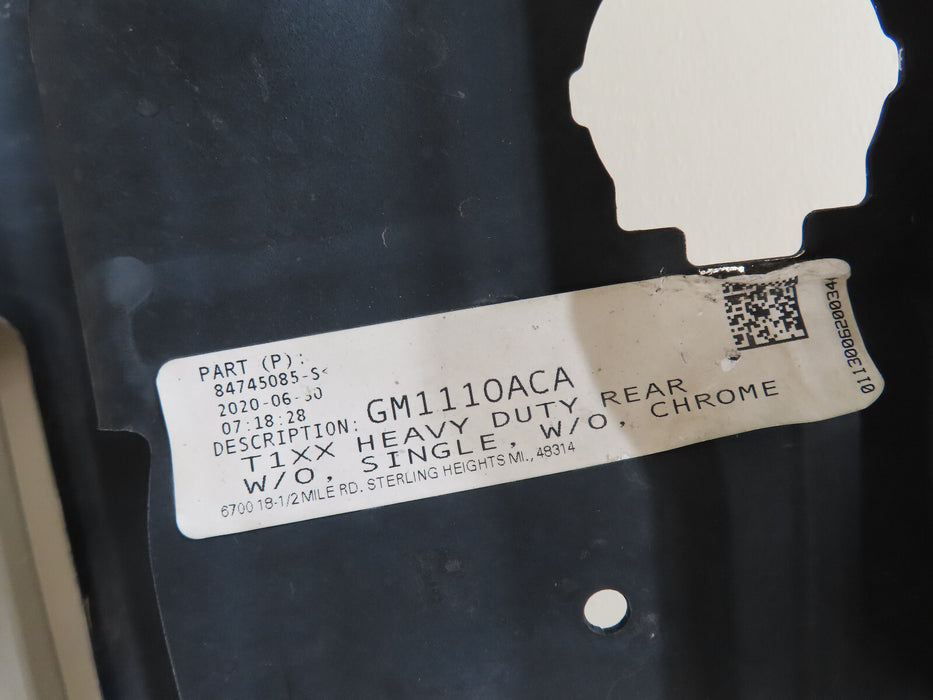 PART (P):
84745085-S<
2020-06-30
07:18:28
DESCRIPTION: GM1110ACA
T1XX HEAVY DUTY REAR
W/O, SINGLE, W/O, CHROME
6700 18-1/2 MILE RD. STERLING HEIGHTS MI., 48314
011300620034